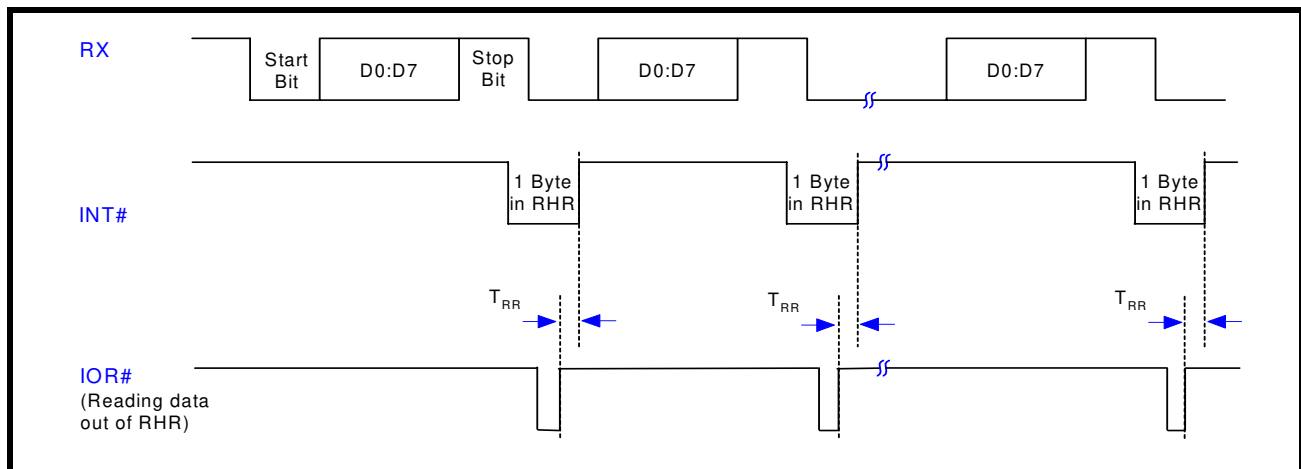 RX
Start
Bit
D0:D7
Stop
Bit
D0:D7
D0:D7
INT#
1 Byte
in RHR
1 Byte
in RHR
1 Byte
in RHR
TRR
TRR
TRR
IOR#
(Reading data
out of RHR)